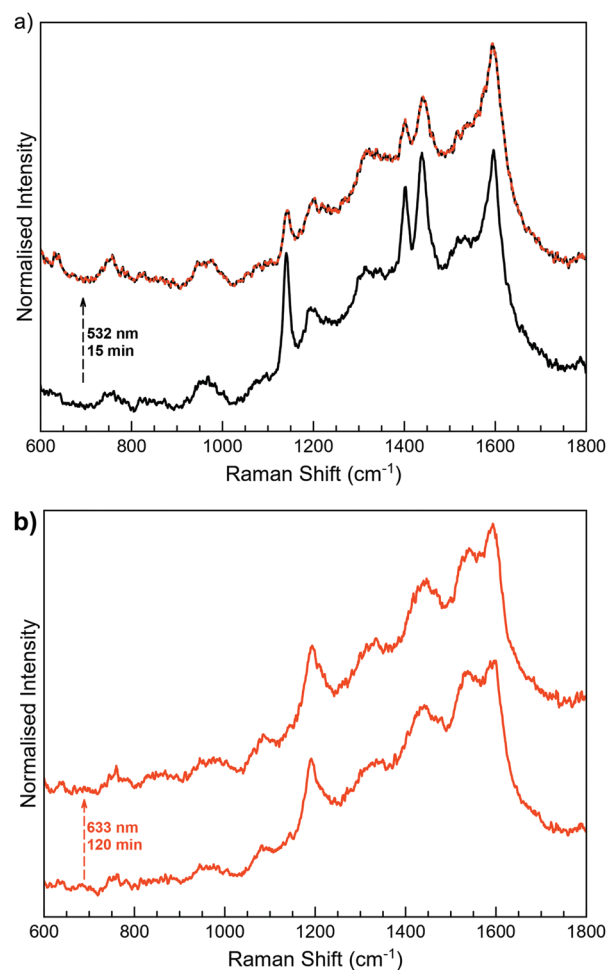 a)
Normalised Intensity
532 nm
15 min
600 800 1000 1200 1400 1600 1800
Raman Shift (cm⁻¹)
b)
Normalised Intensity
633 nm
120 min
600 800 1000 1200 1400 1600 1800
Raman Shift (cm⁻¹)